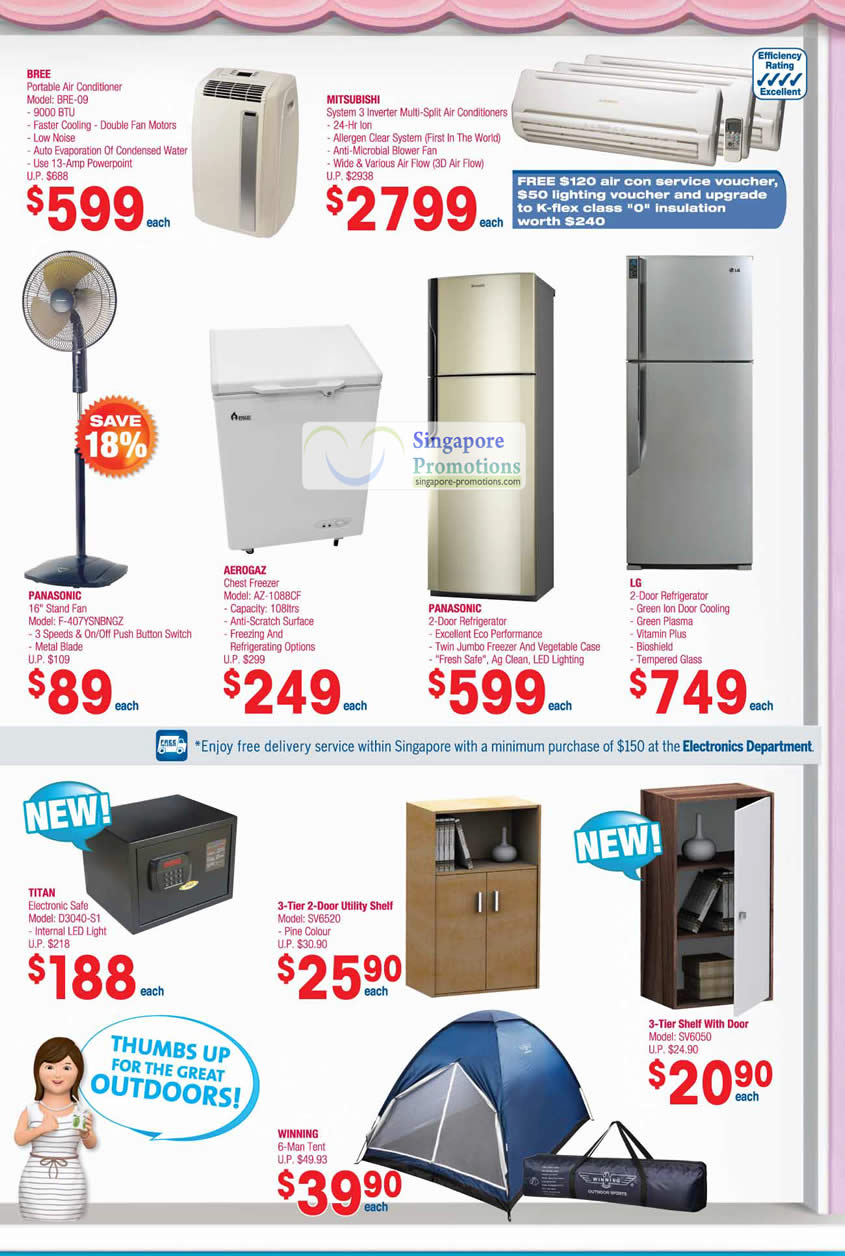 BREE
Portable Air Conditioner
Model: BRE-09
- 9000 BTU
- Faster Cooling - Double Fan Motors
- Low Noise
- Auto Evaporation Of Condensed Water
- Use 13-Amp Powerpoint
U.P. $688
$599 each
MITSUBISHI
System 3 Inverter Multi-Split Air Conditioners
- 24-Hr Ion
- Allergen Clear System (First In The World)
- Anti-Microbial Blower Fan
- Wide & Various Air Flow (3D Air Flow)
U.P. $2938
$2799 each
Efficiency
Rating
Excellent
FREE $120 air con service voucher,
$50 lighting voucher and upgrade
to K-flex class "0" insulation
worth $240
SAVE
18%
PANASONIC
16" Stand Fan
Model: F-407YSNBNGZ
- 3 Speeds & On/Off Push Button Switch
- Metal Blade
U.P. $109
$89 each
AEROGAZ
Chest Freezer
Model: AZ-1088CF
- Capacity: 108ltrs
- Anti-Scratch Surface
- Freezing And
Refrigerating Options
U.P. $299
$249 each
Singapore
Promotions
singapore-promotions.com
Panasonic
PANASONIC
2-Door Refrigerator
- Excellent Eco Performance
- Twin Jumbo Freezer And Vegetable Case
- "Fresh Safe", Ag Clean, LED Lighting
$599 each
LG
LG
2-Door Refrigerator
- Green Ion Door Cooling
- Green Plasma
- Vitamin Plus
- Bioshield
- Tempered Glass
$749 each
FREE
*Enjoy free delivery service within Singapore with a minimum purchase of $150 at the Electronics Department.
NEW!
TITAN
Electronic Safe
Model: D3040-S1
- Internal LED Light
U.P. $218
$188 each
3-Tier 2-Door Utility Shelf
Model: SV6520
- Pine Colour
U.P. $30.90
$25.90 each
NEW!
3-Tier Shelf With Door
Model: SV6050
U.P. $24.90
$20.90 each
THUMBS UP
FOR THE GREAT
OUTDOORS!
WINNING
6-Man Tent
U.P. $49.93
$39.90 each
WINNING
OUTDOOR SPORTS